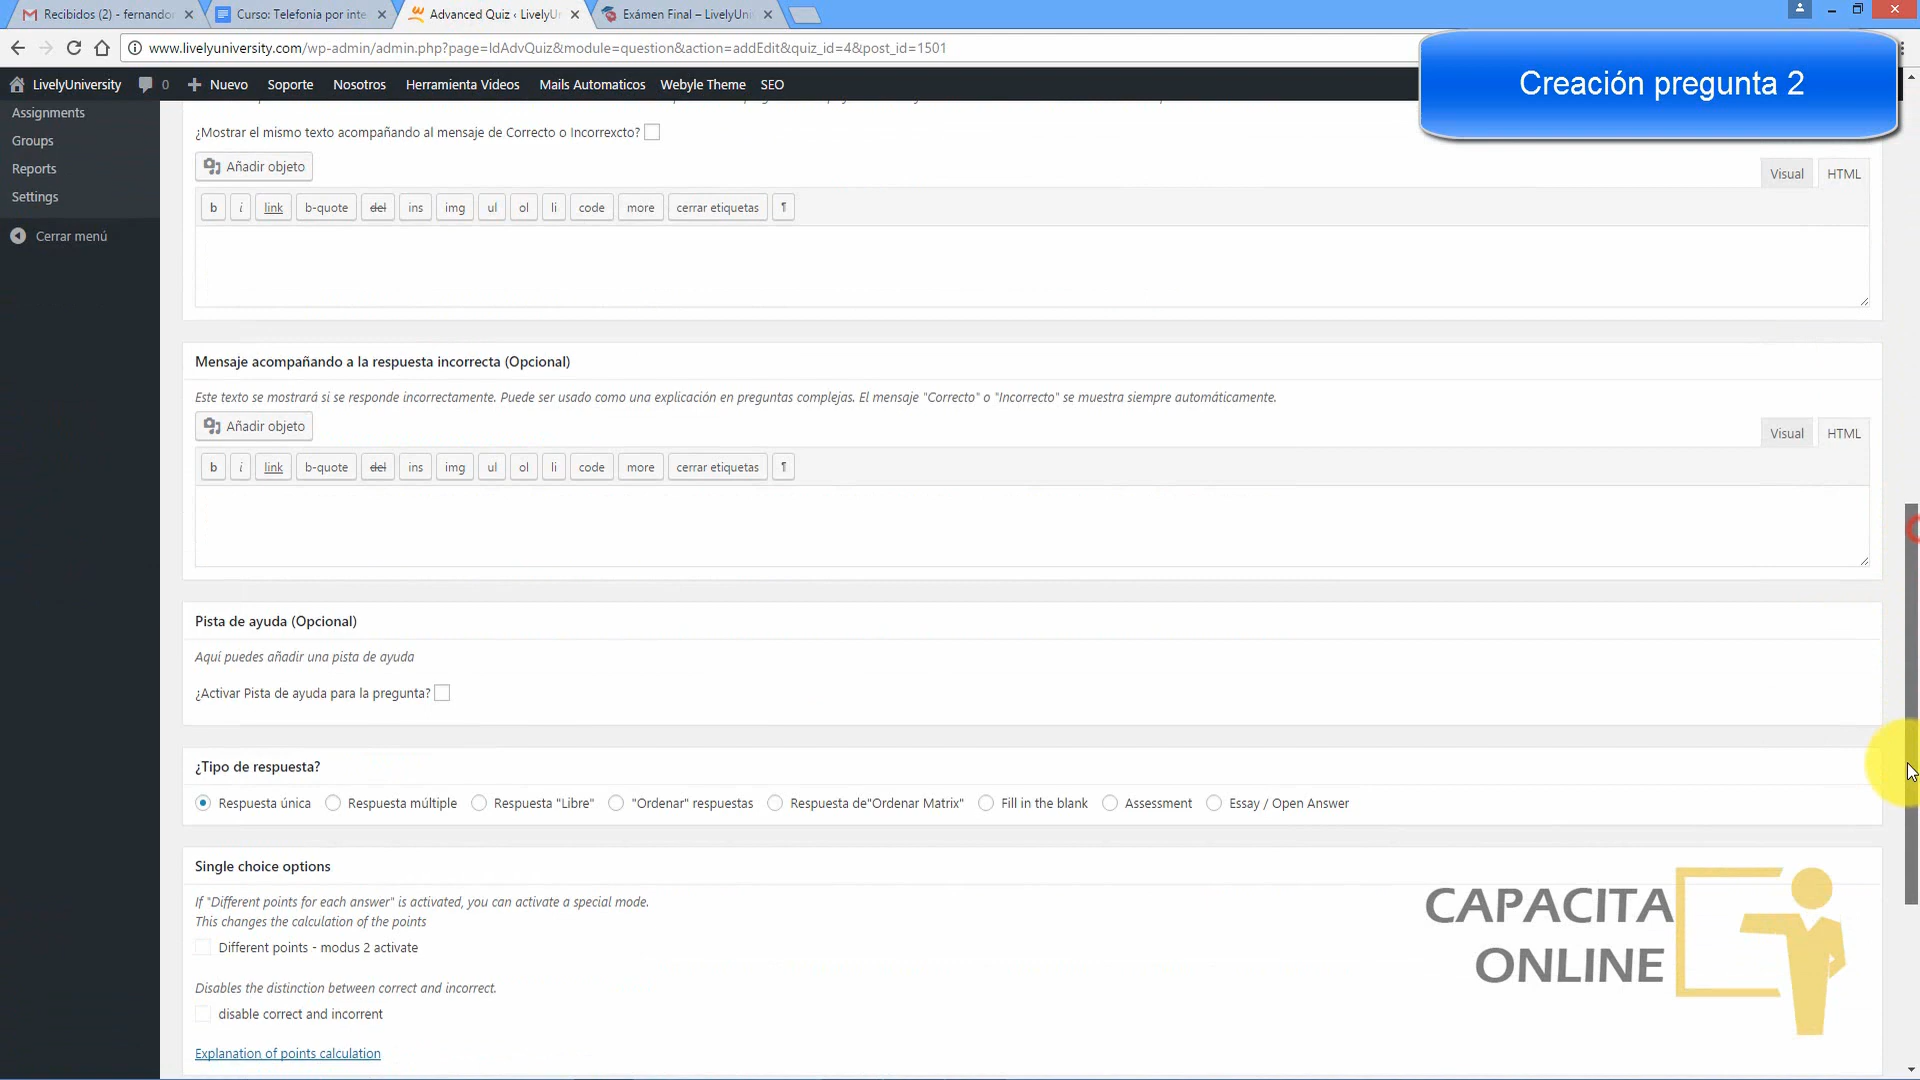 Recibidos (2) - fernando
Curso: Telefonia por inte
Advanced Quiz ‹ LivelyU
Exámen Final – LivelyUni
www.livelyuniversity.com/wp-admin/admin.php?page=ldAdvQuiz&module=question&action=addEdit&quiz_id=4&post_id=1501
Creación pregunta 2
LivelyUniversity 0 Nuevo Soporte Nosotros Herramienta Videos Mails Automaticos Webyle Theme SEO
Assignments
Groups
Reports
Settings
Cerrar menú
¿Mostrar el mismo texto acompañando al mensaje de Correcto o Incorrexcto?
Añadir objeto
Visual HTML
b i link b-quote del ins img ul ol li code more cerrar etiquetas ¶
Mensaje acompañando a la respuesta incorrecta (Opcional)
Este texto se mostrará si se responde incorrectamente. Puede ser usado como una explicación en preguntas complejas. El mensaje "Correcto" o "Incorrecto" se muestra siempre automáticamente.
Añadir objeto
Visual HTML
b i link b-quote del ins img ul ol li code more cerrar etiquetas ¶
Pista de ayuda (Opcional)
Aqui puedes añadir una pista de ayuda
¿Activar Pista de ayuda para la pregunta?
¿Tipo de respuesta?
Respuesta única Respuesta múltiple Respuesta "Libre" "Ordenar" respuestas Respuesta de"Ordenar Matrix" Fill in the blank Assessment Essay / Open Answer
Single choice options
If "Different points for each answer" is activated, you can activate a special mode.
This changes the calculation of the points
Different points - modus 2 activate
Disables the distinction between correct and incorrect.
disable correct and incorrent
Explanation of points calculation
CAPACITA
ONLINE